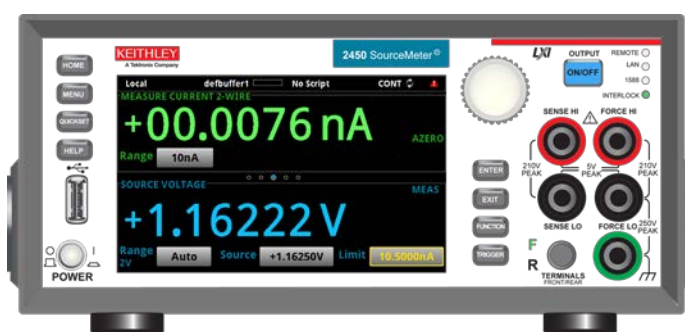 KEITHLEY
A Tektronix Company
2450 SourceMeter®
LXI
OUTPUT
ON/OFF
REMOTE
LAN
1588
INTERLOCK
HOME
MENU
QUICKSET
HELP
POWER
Local defbuffer1 No Script CONT
MEASURE CURRENT 2-WIRE
+00.0076 nA
AZERO
Range 10nA
SOURCE VOLTAGE
MEAS
+1.16222 V
Range Auto Source +1.16250V Limit 10.5000nA
2V
ENTER
EXIT
FUNCTION
TRIGGER
SENSE HI FORCE HI
210V PEAK
5V PEAK
210V PEAK
SENSE LO FORCE LO
250V PEAK
F
R
TERMINALS
FRONT/REAR